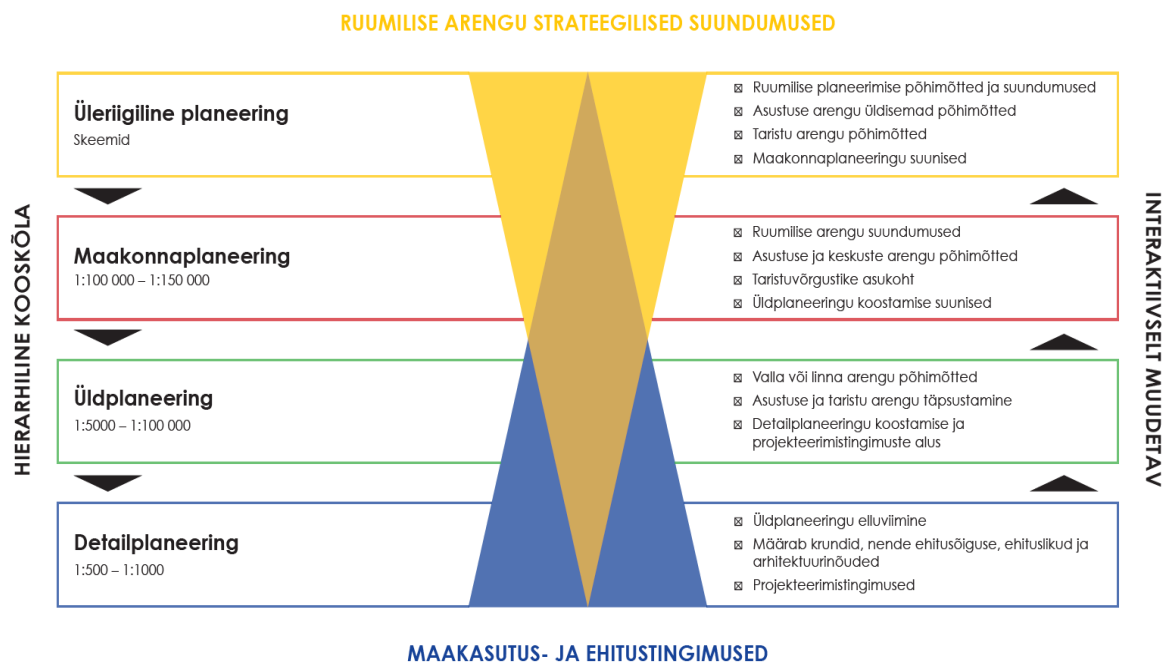 RUUMILISE ARENGU STRATEEGILISED SUUNDUMUSED
HIERARHILINE KOOSKÕLA
Üleriigiline planeering
Skeemid
Ruumilise planeerimise põhimõtted ja suundumused
Asustuse arengu üldisemad põhimõtted
Taristu arengu põhimõtted
Maakonnaplaneeringu suunised
Maakonnaplaneering
1:100 000 – 1:150 000
Ruumilise arengu suundumused
Asustuse ja keskuste arengu põhimõtted
Taristuvõrgustike asukoht
Üldplaneeringu koostamise suunised
Üldplaneering
1:5000 – 1:100 000
Valla või linna arengu põhimõtted
Asustuse ja taristu arengu täpsustamine
Detailplaneeringu koostamise ja
projekteerimistingimuste alus
Detailplaneering
1:500 – 1:1000
Üldplaneeringu elluviimine
Määrab krundid, nende ehitusõiguse, ehituslikud ja
arhitektuurinõuded
Projekteerimistingimused
INTERAKTIIVSELT MUUDETAV
MAAKASUTUS- JA EHITUSTINGIMUSED